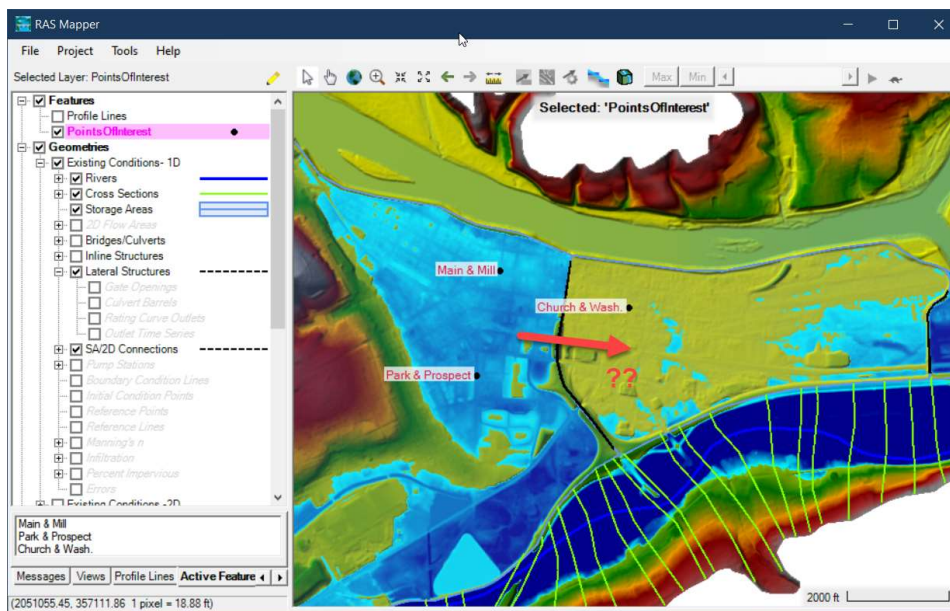 RAS Mapper
File Project Tools Help
Selected Layer: PointsOfInterest
Max Min
Features
Profile Lines
PointsOfInterest
Geometries
Existing Conditions- 1D
Rivers
Cross Sections
Storage Areas
2D Flow Areas
Bridges/Culverts
Inline Structures
Lateral Structures
Gate Openings
Culvert Barrels
Rating Curve Outlets
Outlet Time Series
SA/2D Connections
Pump Stations
Boundary Condition Lines
Initial Condition Points
Reference Points
Reference Lines
Manning's n
Infiltration
Percent Impervious
Errors
Existing Conditions -2D
Main & Mill
Park & Prospect
Church & Wash.
Messages Views Profile Lines Active Feature
(2051055.45, 357111.86 1 pixel = 18.88 ft)
Selected: 'PointsOfInterest'
Main & Mill
Church & Wash.
Park & Prospect
??
2000 ft